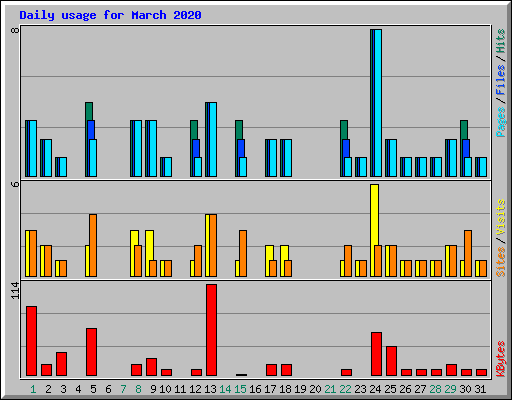 Daily usage for March 2020
8
Pages / Files / Hits
6
Sites / Visits
114
KBytes
1 2 3 4 5 6 7 8 9 10 11 12 13 14 15 16 17 18 19 20 21 22 23 24 25 26 27 28 29 30 31